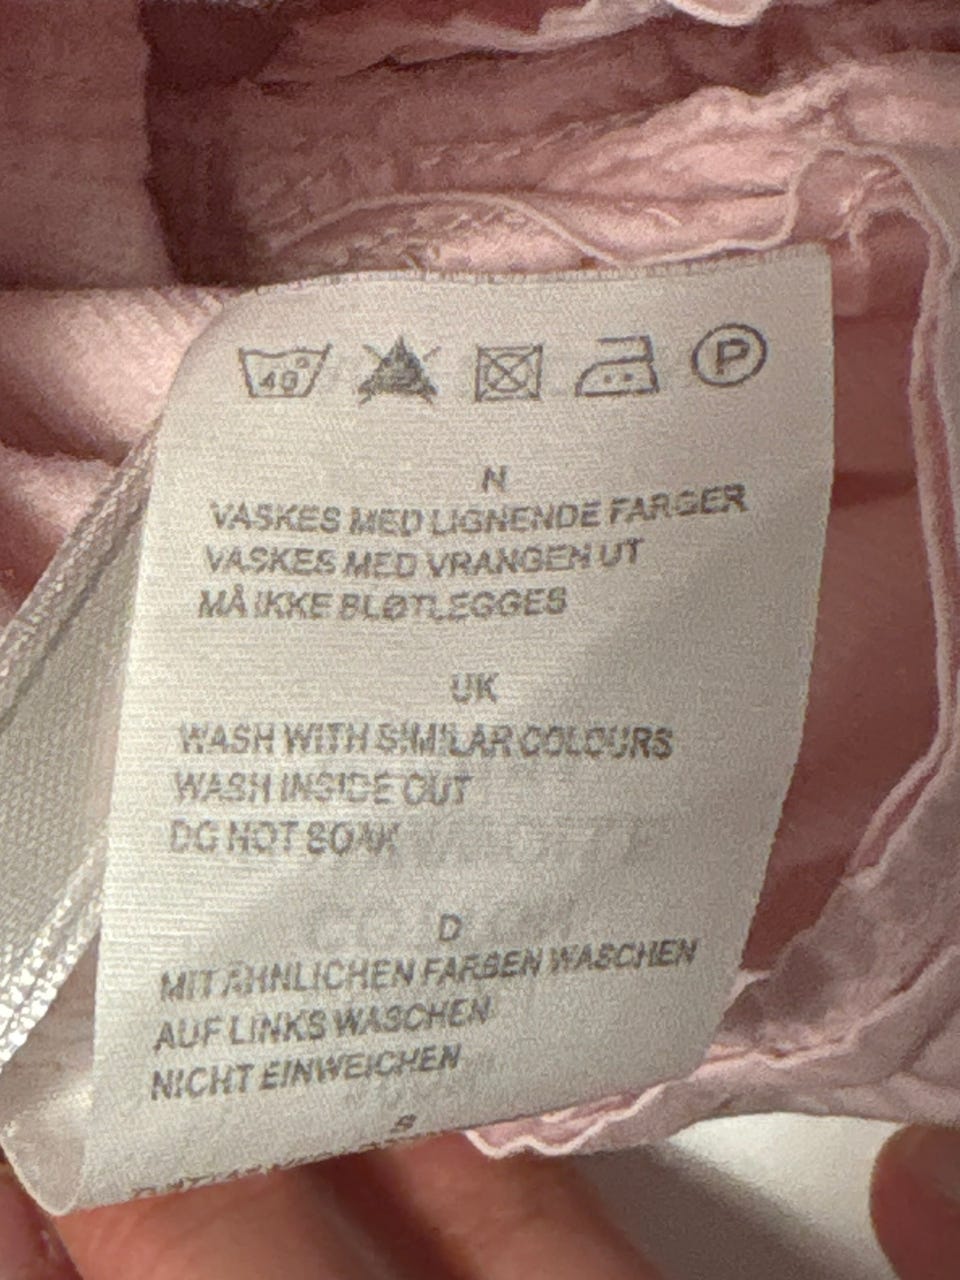 40°
P
N
VASKES MED LIGNENDE FARGER
VASKES MED VRANGEN UT
MÅ IKKE BLØTLEGGES
UK
WASH WITH SIMILAR COLOURS
WASH INSIDE OUT
DO NOT SOAK
D
MIT ÄHNLICHEN FARBEN WASCHEN
AUF LINKS WASCHEN
NICHT EINWEICHEN